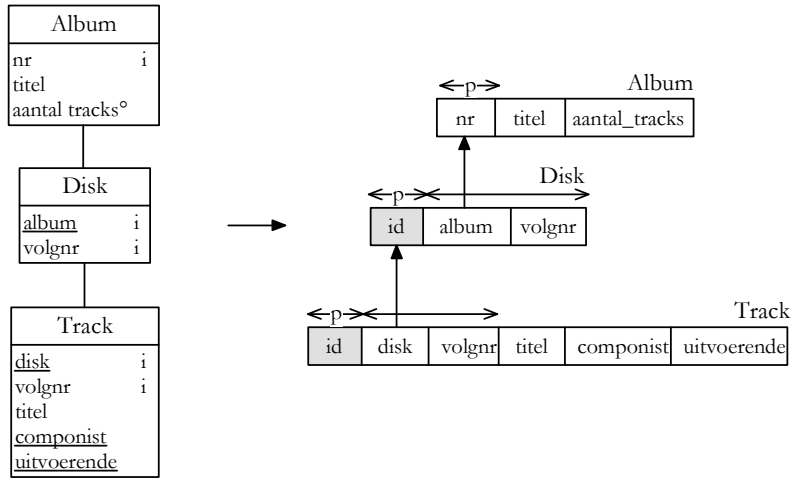 Album
nr i
titel
aantal tracks°
Disk
album i
volgnr i
Track
disk i
volgnr i
titel
componist
uitvoerende
p Album
nr titel aantal_tracks
p Disk
id album volgnr
p Track
id disk volgnr titel componist uitvoerende